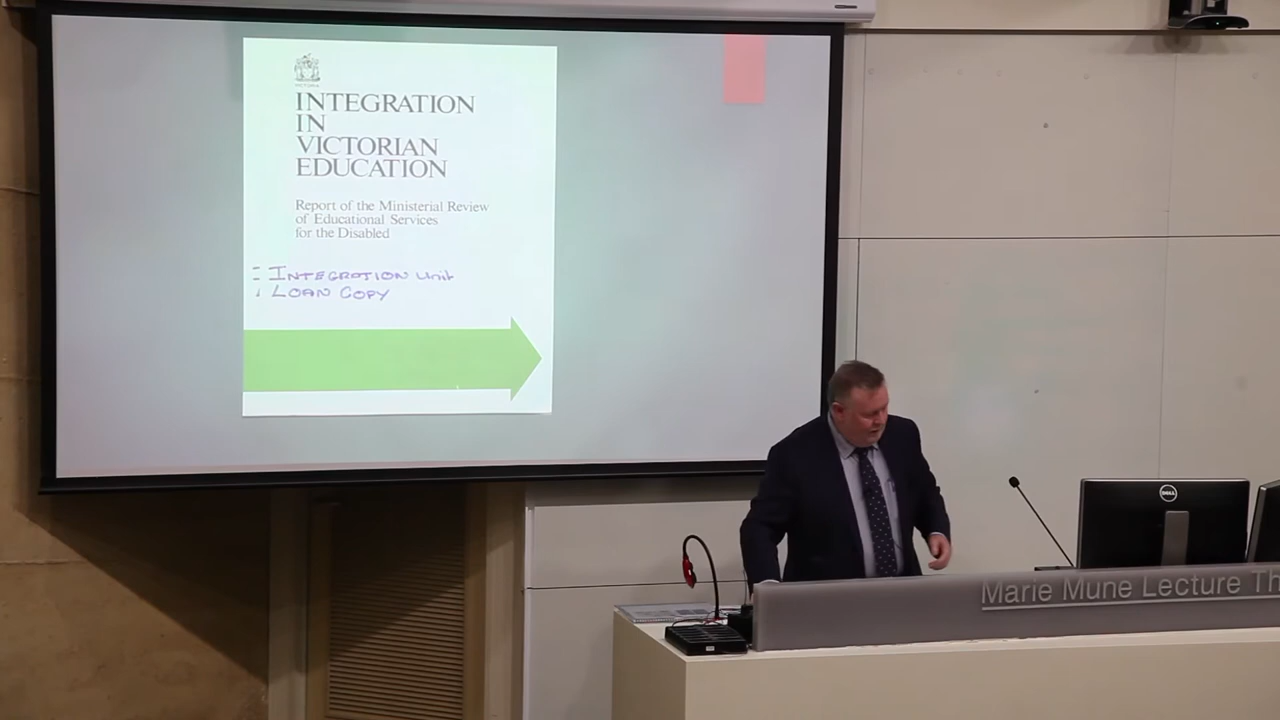 INTEGRATION
IN
VICTORIAN
EDUCATION
Report of the Ministerial Review
of Educational Services
for the Disabled
INTEGRATION Unit
LOAN COPY
DELL
Marie Mune Lecture Th